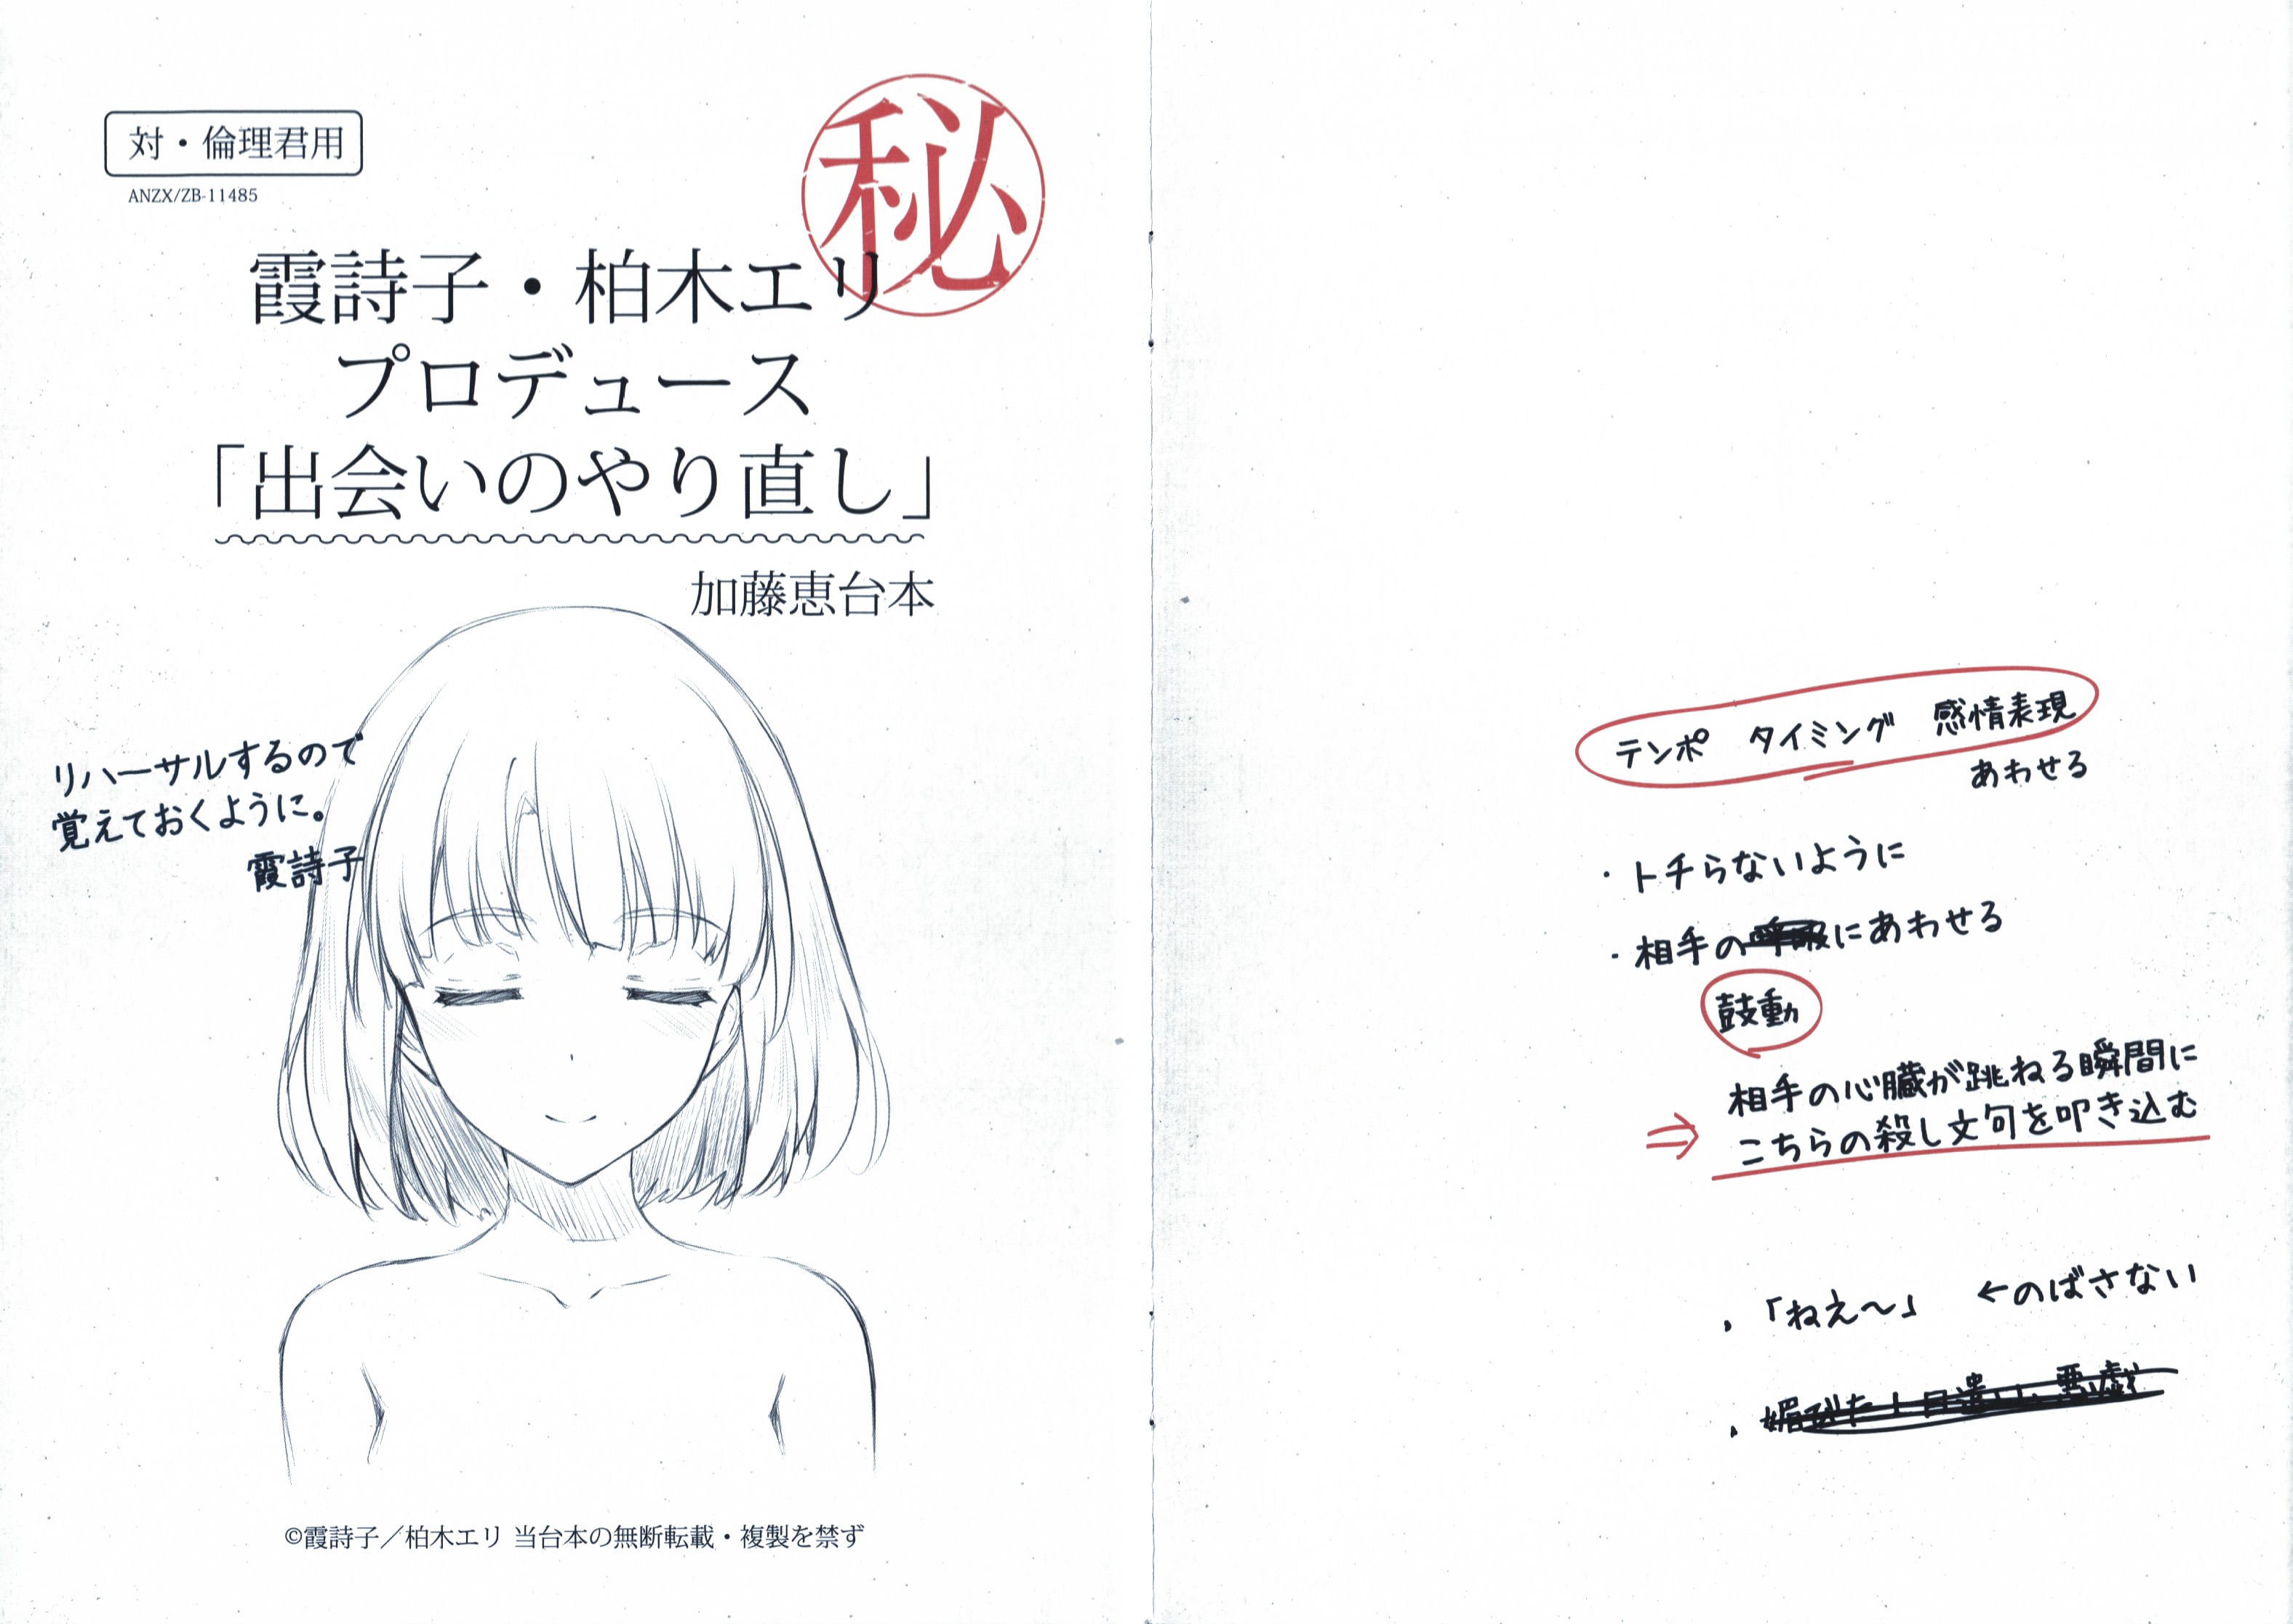 対・倫理君用
ANZX/ZB-11485
秘
霞詩子・柏木エリ
プロデュース
「出会いのやり直し」
加藤恵台本
リハーサルするので
覚えておくように。
霞詩子
©霞詩子／柏木エリ 当台本の無断転載・複製を禁ず
テンポ タイミング 感情表現
あわせる
・トチらないように
・相手の呼吸にあわせる
鼓動
⇒ 相手の心臓が跳ねる瞬間に
こちらの殺し文句を叩き込む
・「ねえ〜」 ←のばさない